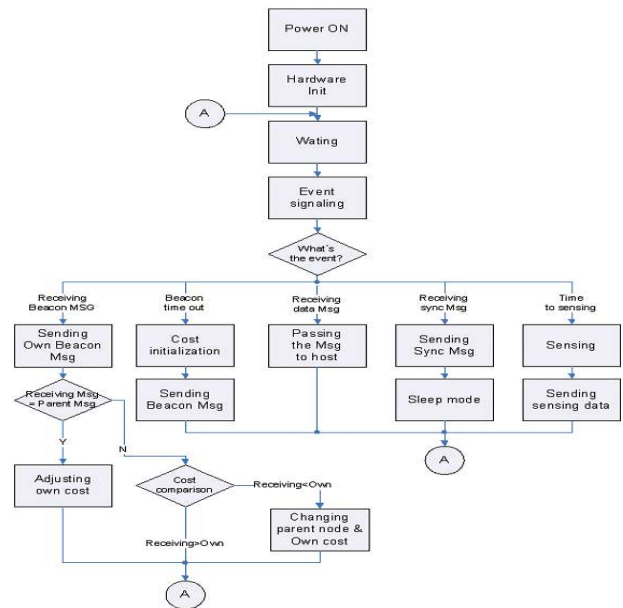 Power ON
Hardware
Init
A
Wating
Event
signaling
What's
the event?
Receiving
Beacon MSG
Beacon
time out
Receiving
data Msg
Receiving
sync Msg
Time
to sensing
Sending
Own Beacon
Msg
Cost
initialization
Passing
the Msg
to host
Sending
Sync Msg
Sensing
Receiving Msg
= Parent Msg
Sending
Beacon Msg
Sleep mode
Sending
sensing data
Y
N
A
Adjusting
own cost
Cost
comparison
Receiving<Own
Changing
parent node &
Own cost
Receiving>Own
A